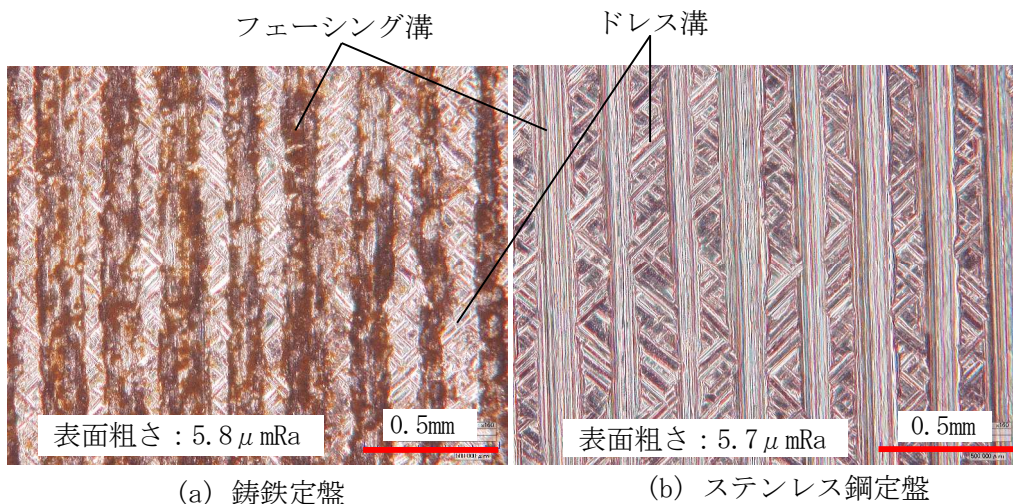 フェーシング溝
ドレス溝
表面粗さ：5.8μmRa
0.5mm
表面粗さ：5.7μmRa
0.5mm
(a) 鋳鉄定盤
(b) ステンレス鋼定盤